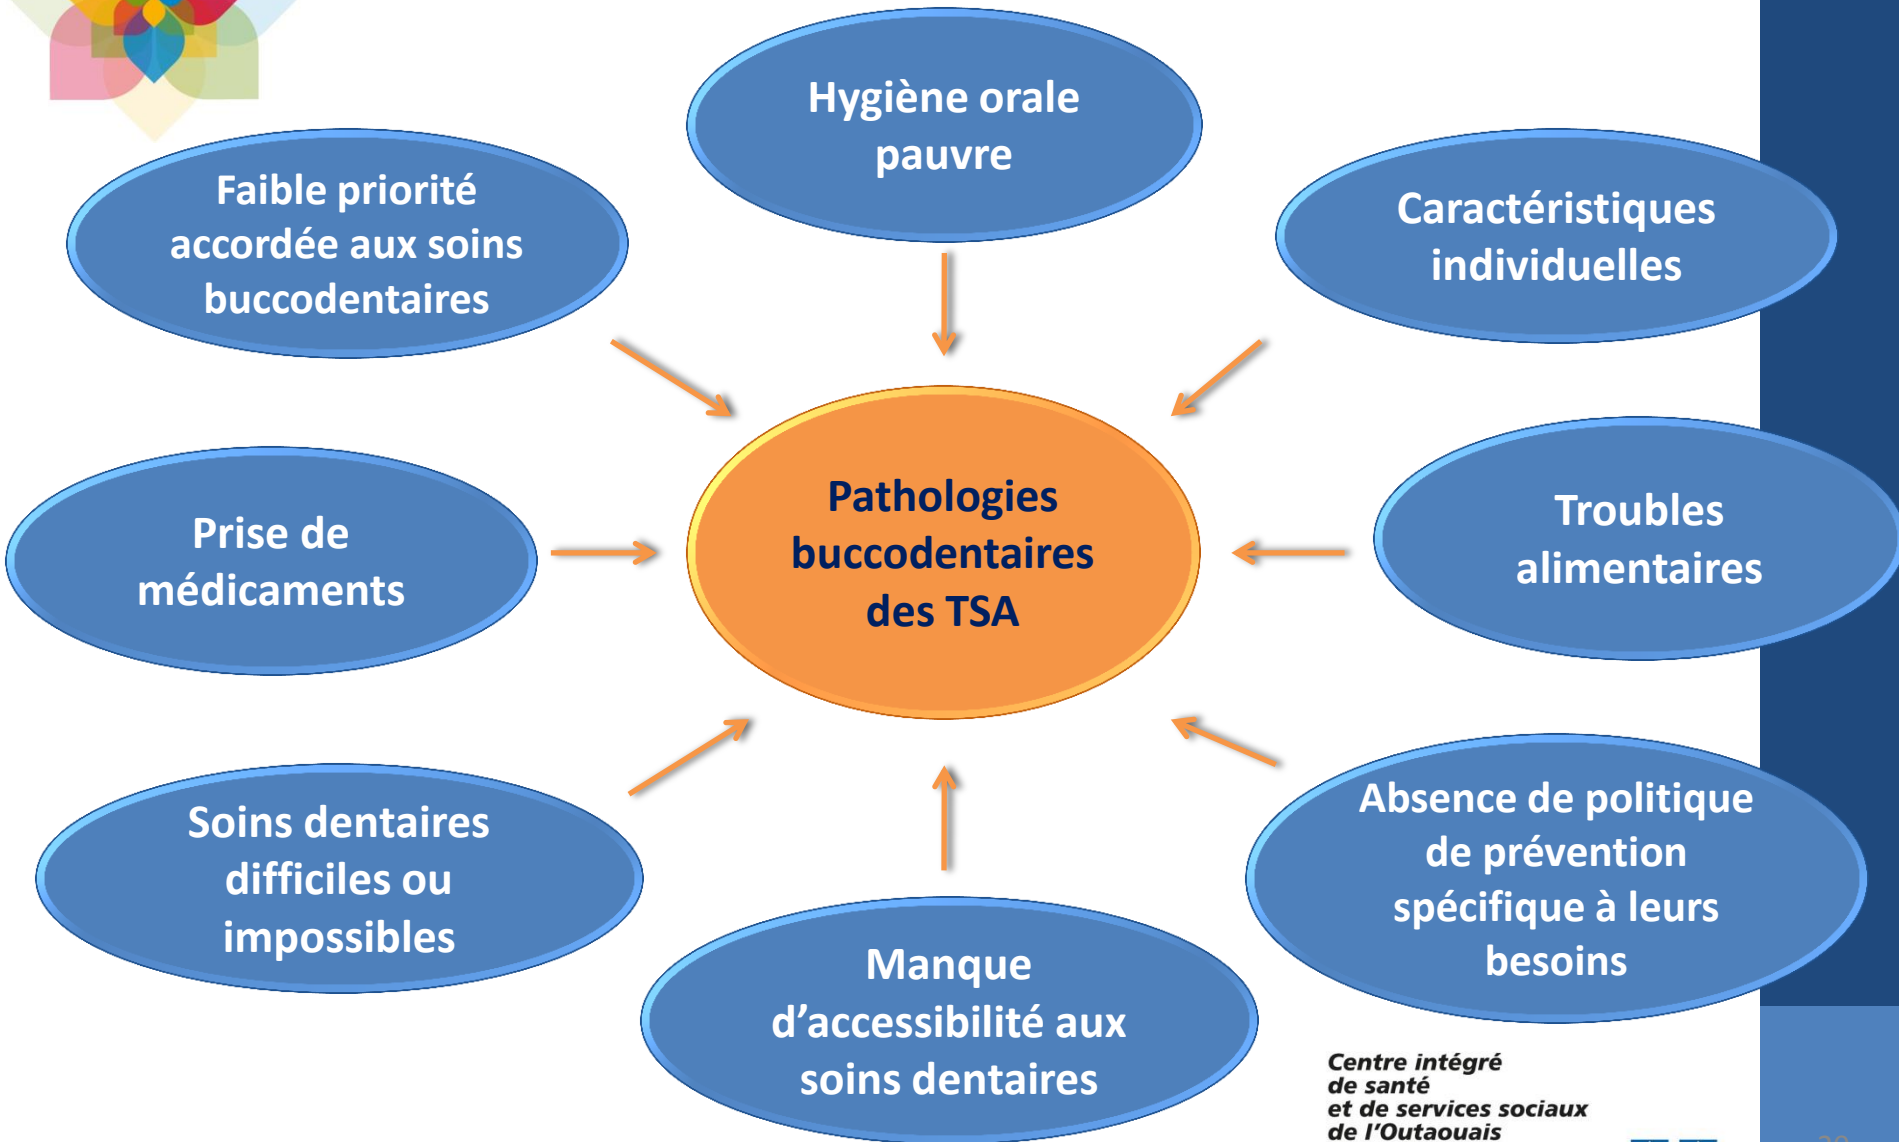 Hygiène orale
pauvre
Faible priorité
accordée aux soins
buccodentaires
Caractéristiques
individuelles
Prise de
médicaments
Pathologies
buccodentaires
des TSA
Troubles
alimentaires
Soins dentaires
difficiles ou
impossibles
Manque
d’accessibilité aux
soins dentaires
Absence de politique
de prévention
spécifique à leurs
besoins
Centre intégré
de santé
et de services sociaux
de l’Outaouais